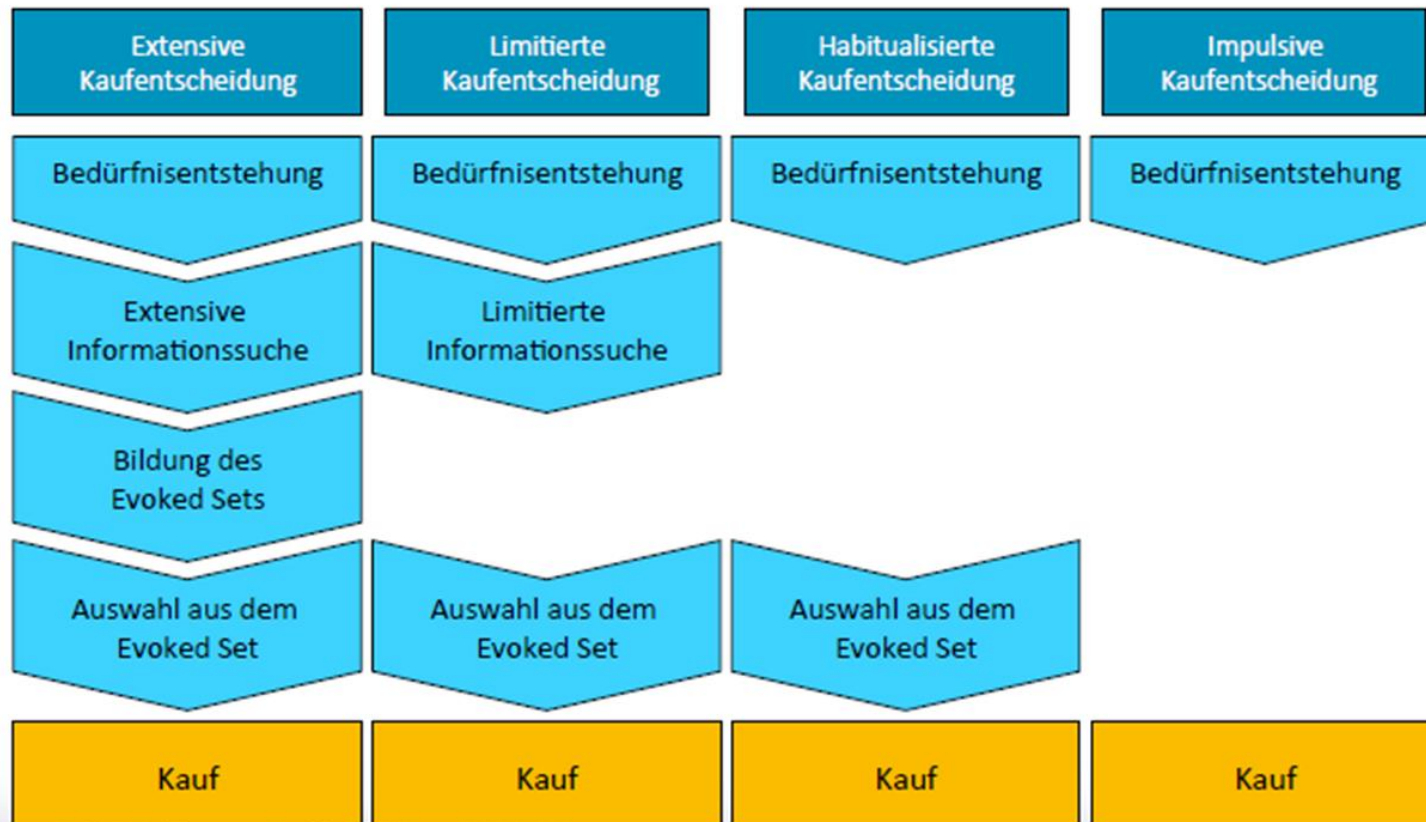 Extensive
Kaufentscheidung
Limitierte
Kaufentscheidung
Habitualisierte
Kaufentscheidung
Impulsive
Kaufentscheidung
Bedürfnisentstehung
Bedürfnisentstehung
Bedürfnisentstehung
Bedürfnisentstehung
Extensive
Informationssuche
Limitierte
Informationssuche
Bildung des
Evoked Sets
Auswahl aus dem
Evoked Set
Auswahl aus dem
Evoked Set
Auswahl aus dem
Evoked Set
Kauf
Kauf
Kauf
Kauf